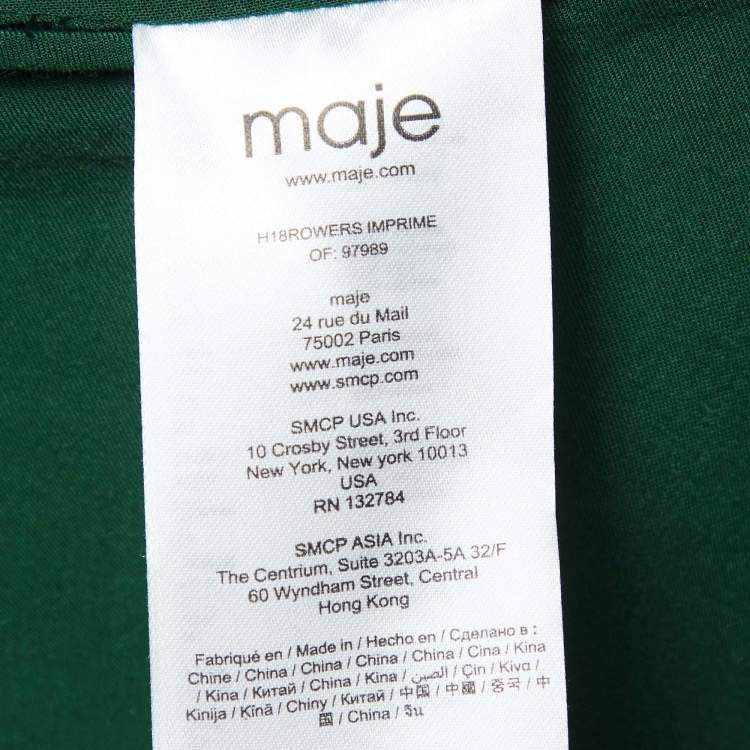 maje
www.maje.com
H18ROWERS IMPRIME
OF: 97989
maje
24 rue du Mail
75002 Paris
www.maje.com
www.smcp.com
SMCP USA Inc.
10 Crosby Street, 3rd Floor
New York, New york 10013
USA
RN 132784
SMCP ASIA Inc.
The Centrium, Suite 3203A-5A 32/F
60 Wyndham Street, Central
Hong Kong
Fabriqué en / Made in / Hecho en / Сделано в :
Chine / China / China / China / China / Cina / Kina
/ Kina / Китай / China / Kina / الصين / Çin / Κίνα /
Kinija / Ķīnā / Chiny / Китай / 中国 / 中國 / 중국 / 中
国 / China / จีน